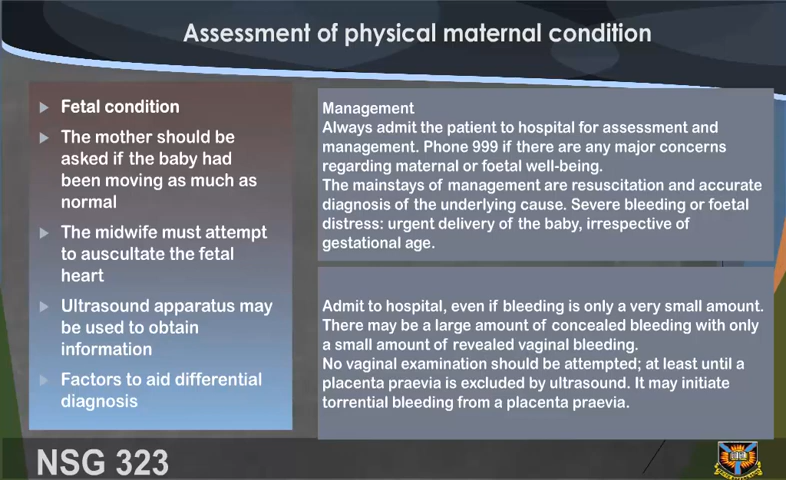 Assessment of physical maternal condition
Fetal condition
The mother should be
asked if the baby had
been moving as much as
normal
The midwife must attempt
to auscultate the fetal
heart
Ultrasound apparatus may
be used to obtain
information
Factors to aid differential
diagnosis
Management
Always admit the patient to hospital for assessment and
management. Phone 999 if there are any major concerns
regarding maternal or foetal well-being.
The mainstays of management are resuscitation and accurate
diagnosis of the underlying cause. Severe bleeding or foetal
distress: urgent delivery of the baby, irrespective of
gestational age.
Admit to hospital, even if bleeding is only a very small amount.
There may be a large amount of concealed bleeding with only
a small amount of revealed vaginal bleeding.
No vaginal examination should be attempted; at least until a
placenta praevia is excluded by ultrasound. It may initiate
torrential bleeding from a placenta praevia.
NSG 323